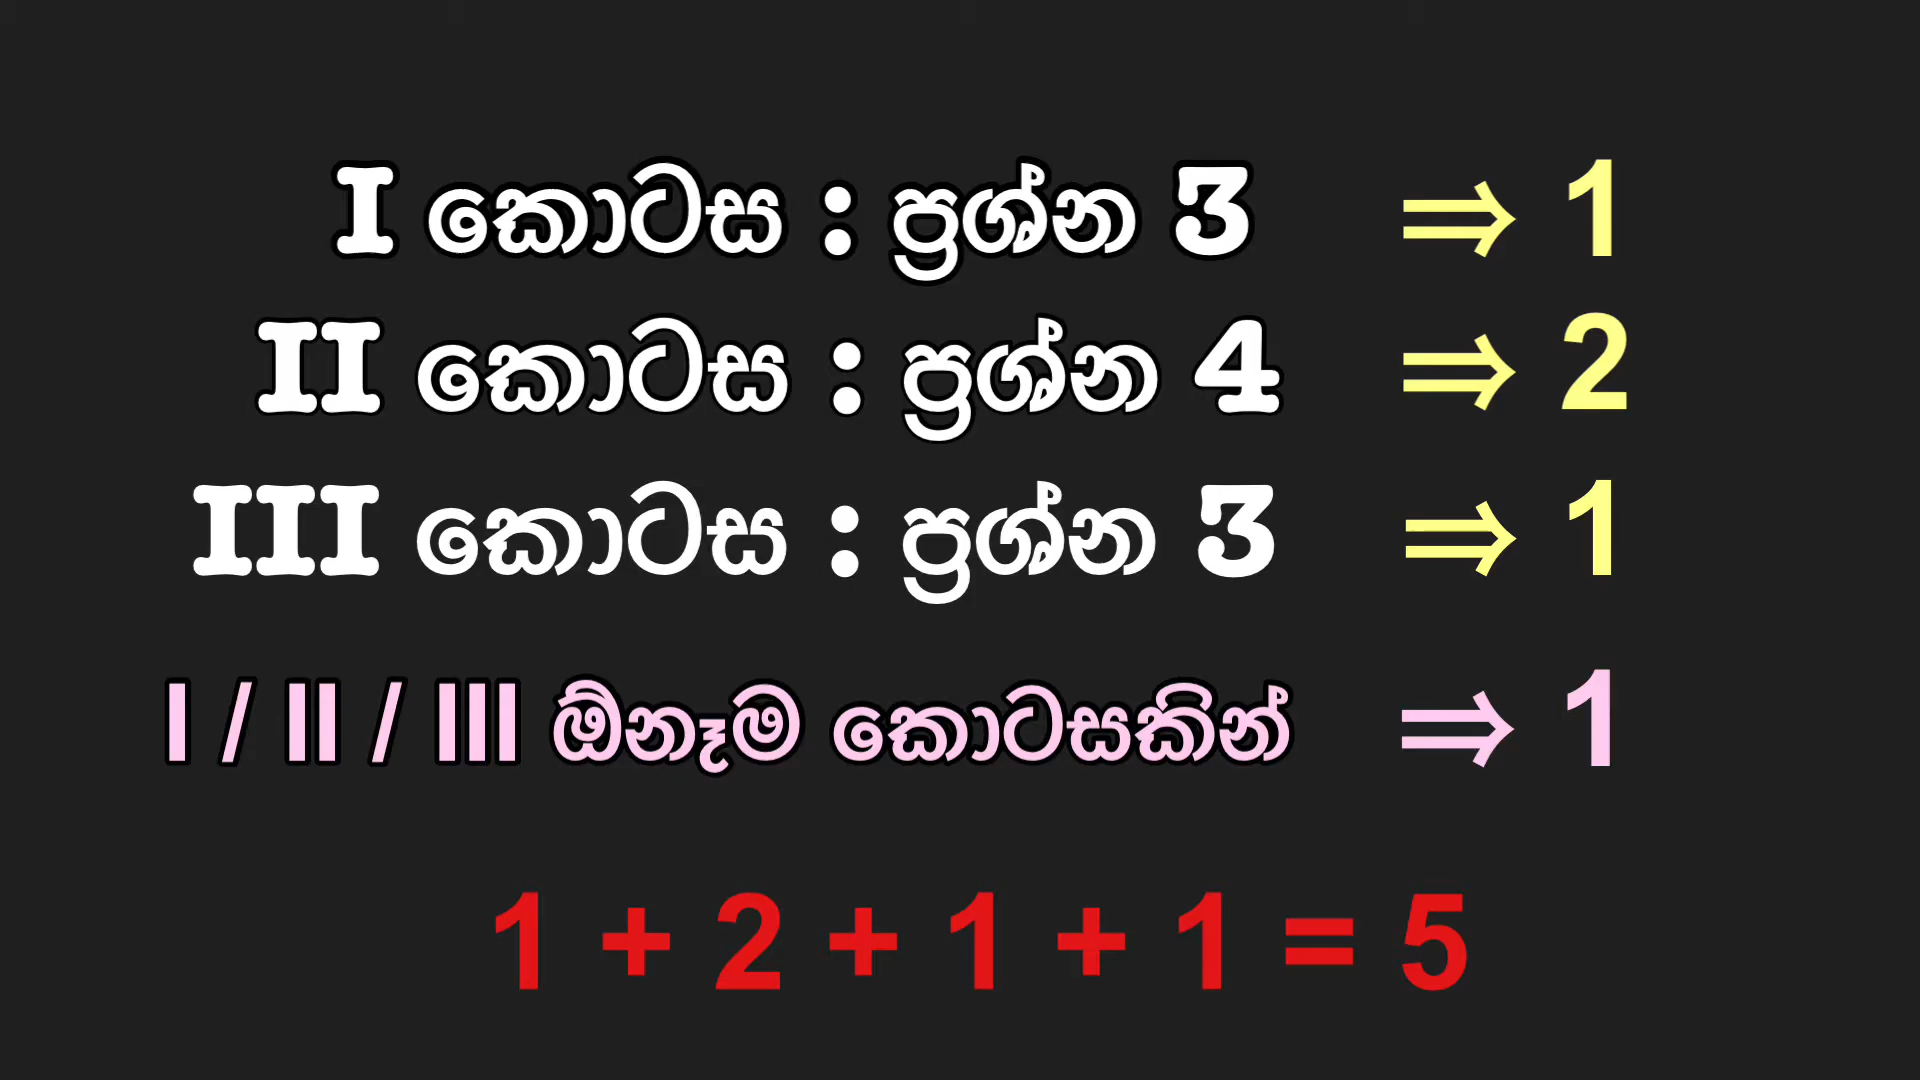 I කොටස : ප්‍රශ්න 3 ⇒ 1
II කොටස : ප්‍රශ්න 4 ⇒ 2
III කොටස : ප්‍රශ්න 3 ⇒ 1
I / II / III ඕනෑම කොටසකින් ⇒ 1
1 + 2 + 1 + 1 = 5